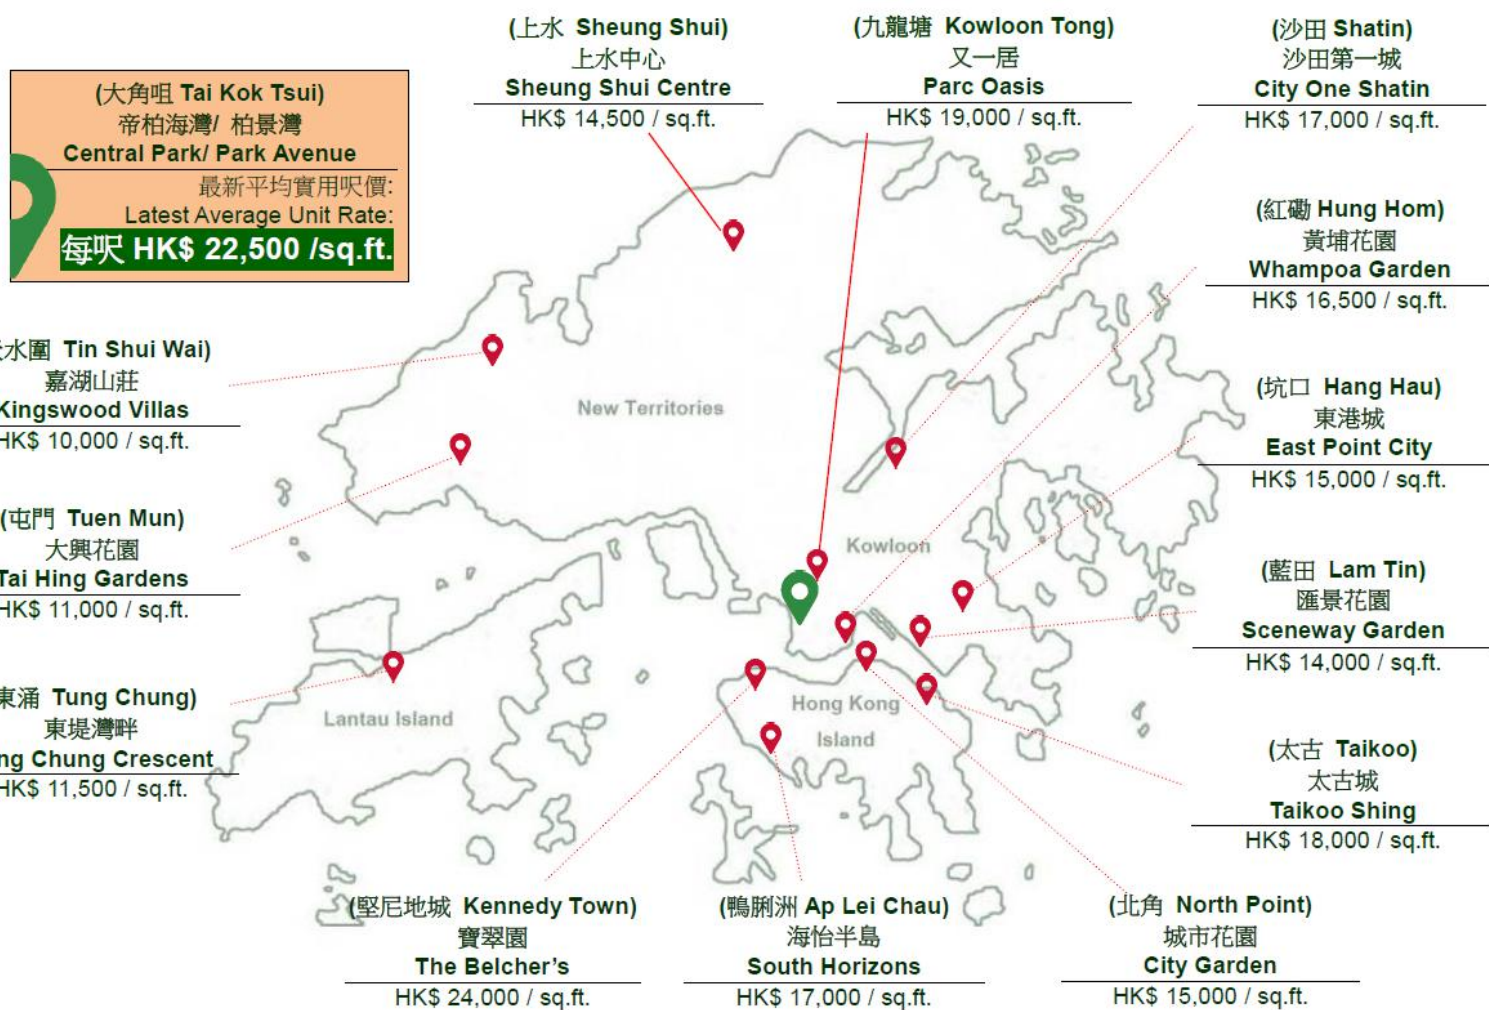 (上水 Sheung Shui)
上水中心
Sheung Shui Centre
HK$ 14,500 / sq.ft.
(九龍塘 Kowloon Tong)
又一居
Parc Oasis
HK$ 19,000 / sq.ft.
(沙田 Shatin)
沙田第一城
City One Shatin
HK$ 17,000 / sq.ft.
(大角咀 Tai Kok Tsui)
帝柏海灣/ 柏景灣
Central Park/ Park Avenue
最新平均實用呎價:
Latest Average Unit Rate:
每呎 HK$ 22,500 /sq.ft.
(紅磡 Hung Hom)
黃埔花園
Whampoa Garden
HK$ 16,500 / sq.ft.
水圍 Tin Shui Wai)
嘉湖山莊
Kingswood Villas
HK$ 10,000 / sq.ft.
New Territories
(坑口 Hang Hau)
東港城
East Point City
HK$ 15,000 / sq.ft.
(屯門 Tuen Mun)
大興花園
Tai Hing Gardens
HK$ 11,000 / sq.ft.
Kowloon
(藍田 Lam Tin)
匯景花園
Sceneway Garden
HK$ 14,000 / sq.ft.
東涌 Tung Chung)
東堤灣畔
ng Chung Crescent
HK$ 11,500 / sq.ft.
Lantau Island
Hong Kong
Island
(太古 Taikoo)
太古城
Taikoo Shing
HK$ 18,000 / sq.ft.
(堅尼地城 Kennedy Town)
寶翠園
The Belcher's
HK$ 24,000 / sq.ft.
(鴨脷洲 Ap Lei Chau)
海怡半島
South Horizons
HK$ 17,000 / sq.ft.
(北角 North Point)
城市花園
City Garden
HK$ 15,000 / sq.ft.